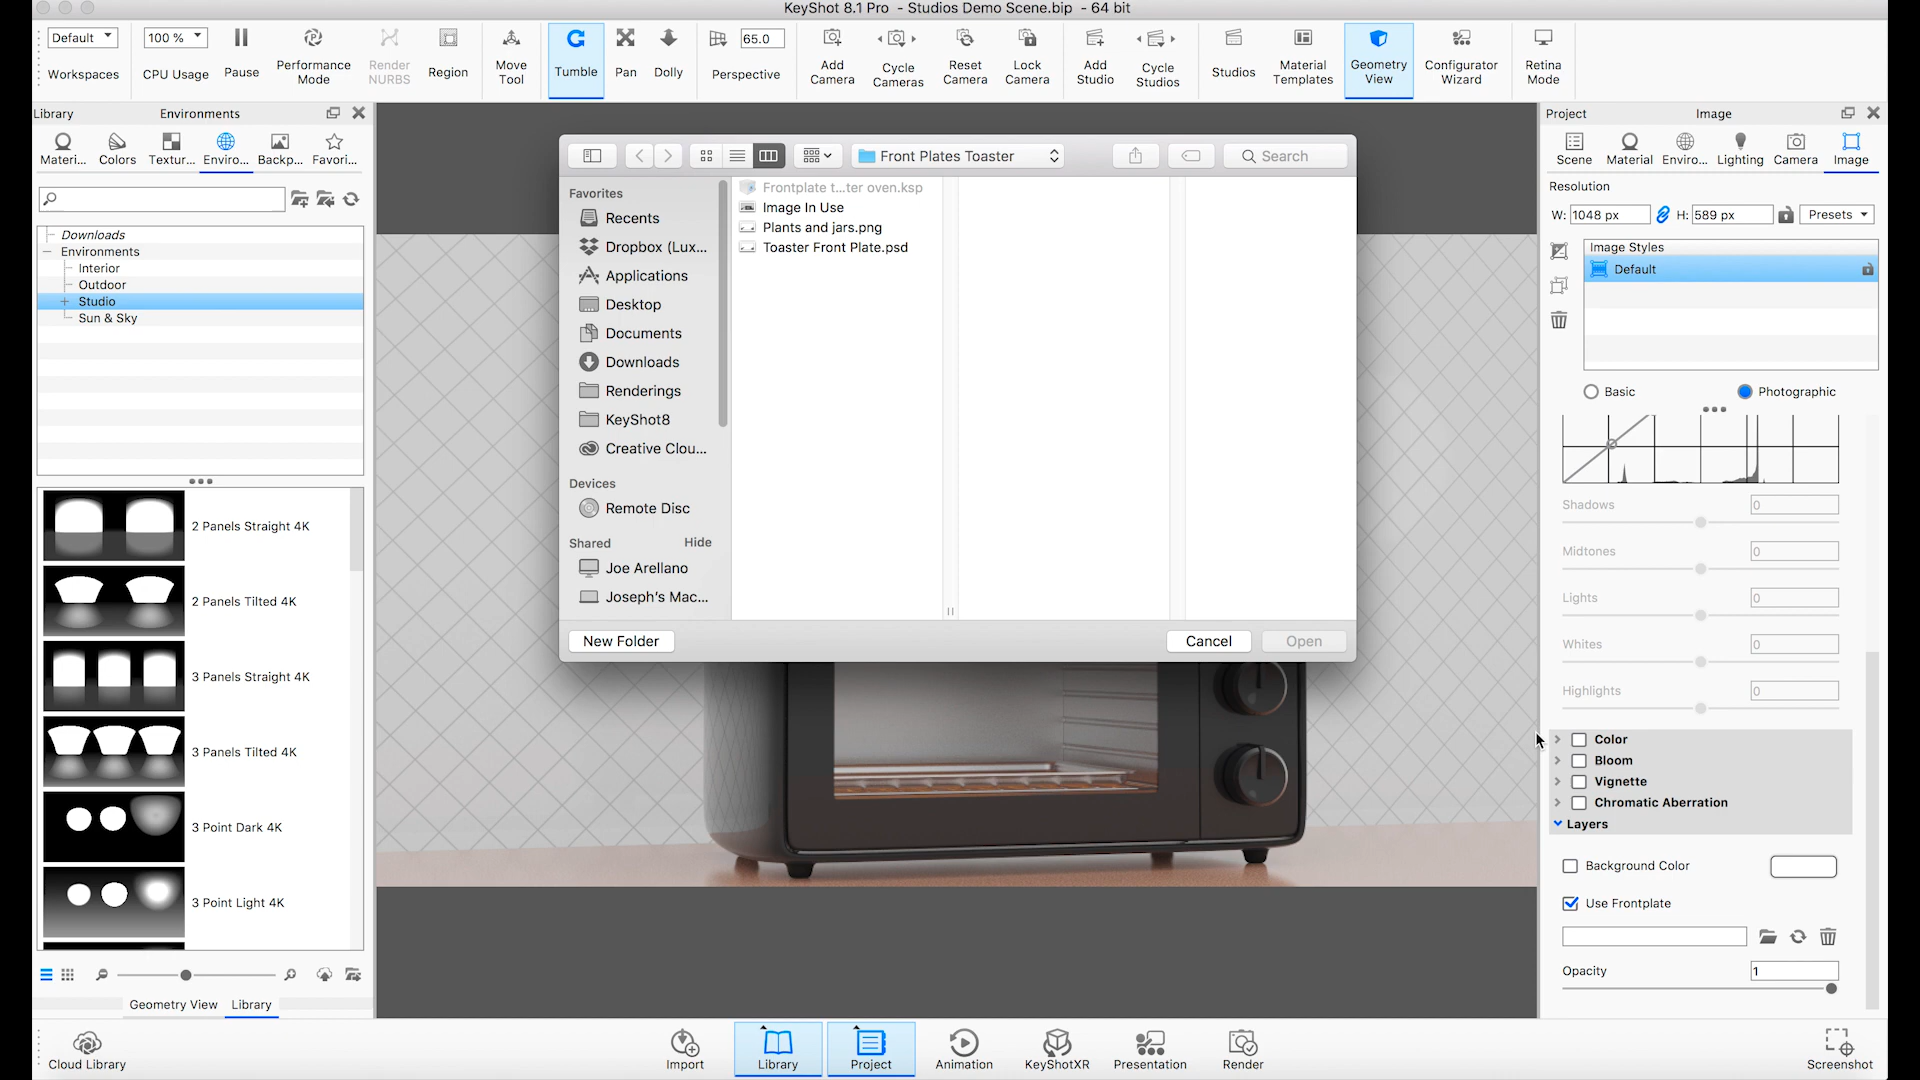 KeyShot 8.1 Pro - Studios Demo Scene.bip - 64 bit
Default
Workspaces
100 %
CPU Usage
Pause
Performance Mode
Render NURBS
Region
Move Tool
Tumble
Pan
Dolly
65.0
Perspective
Add Camera
Cycle Cameras
Reset Camera
Lock Camera
Add Studio
Cycle Studios
Studios
Material Templates
Geometry View
Configurator Wizard
Retina Mode
Library
Environments
Materi...
Colors
Textur...
Enviro...
Backp...
Favori...
Downloads
Environments
Interior
Outdoor
Studio
Sun & Sky
2 Panels Straight 4K
2 Panels Tilted 4K
3 Panels Straight 4K
3 Panels Tilted 4K
3 Point Dark 4K
3 Point Light 4K
Geometry View
Library
Front Plates Toaster
Search
Favorites
Recents
Dropbox (Lux...
Applications
Desktop
Documents
Downloads
Renderings
KeyShot8
Creative Clou...
Devices
Remote Disc
Shared
Hide
Joe Arellano
Joseph's Mac...
Frontplate t...ter oven.ksp
Image In Use
Plants and jars.png
Toaster Front Plate.psd
New Folder
Cancel
Open
Project
Image
Scene
Material
Enviro...
Lighting
Camera
Image
Resolution
W: 1048 px
H: 589 px
Presets
Image Styles
Default
Basic
Photographic
Shadows 0
Midtones 0
Lights 0
Whites 0
Highlights 0
Color
Bloom
Vignette
Chromatic Aberration
Layers
Background Color
Use Frontplate
Opacity 1
Cloud Library
Import
Library
Project
Animation
KeyShotXR
Presentation
Render
Screenshot